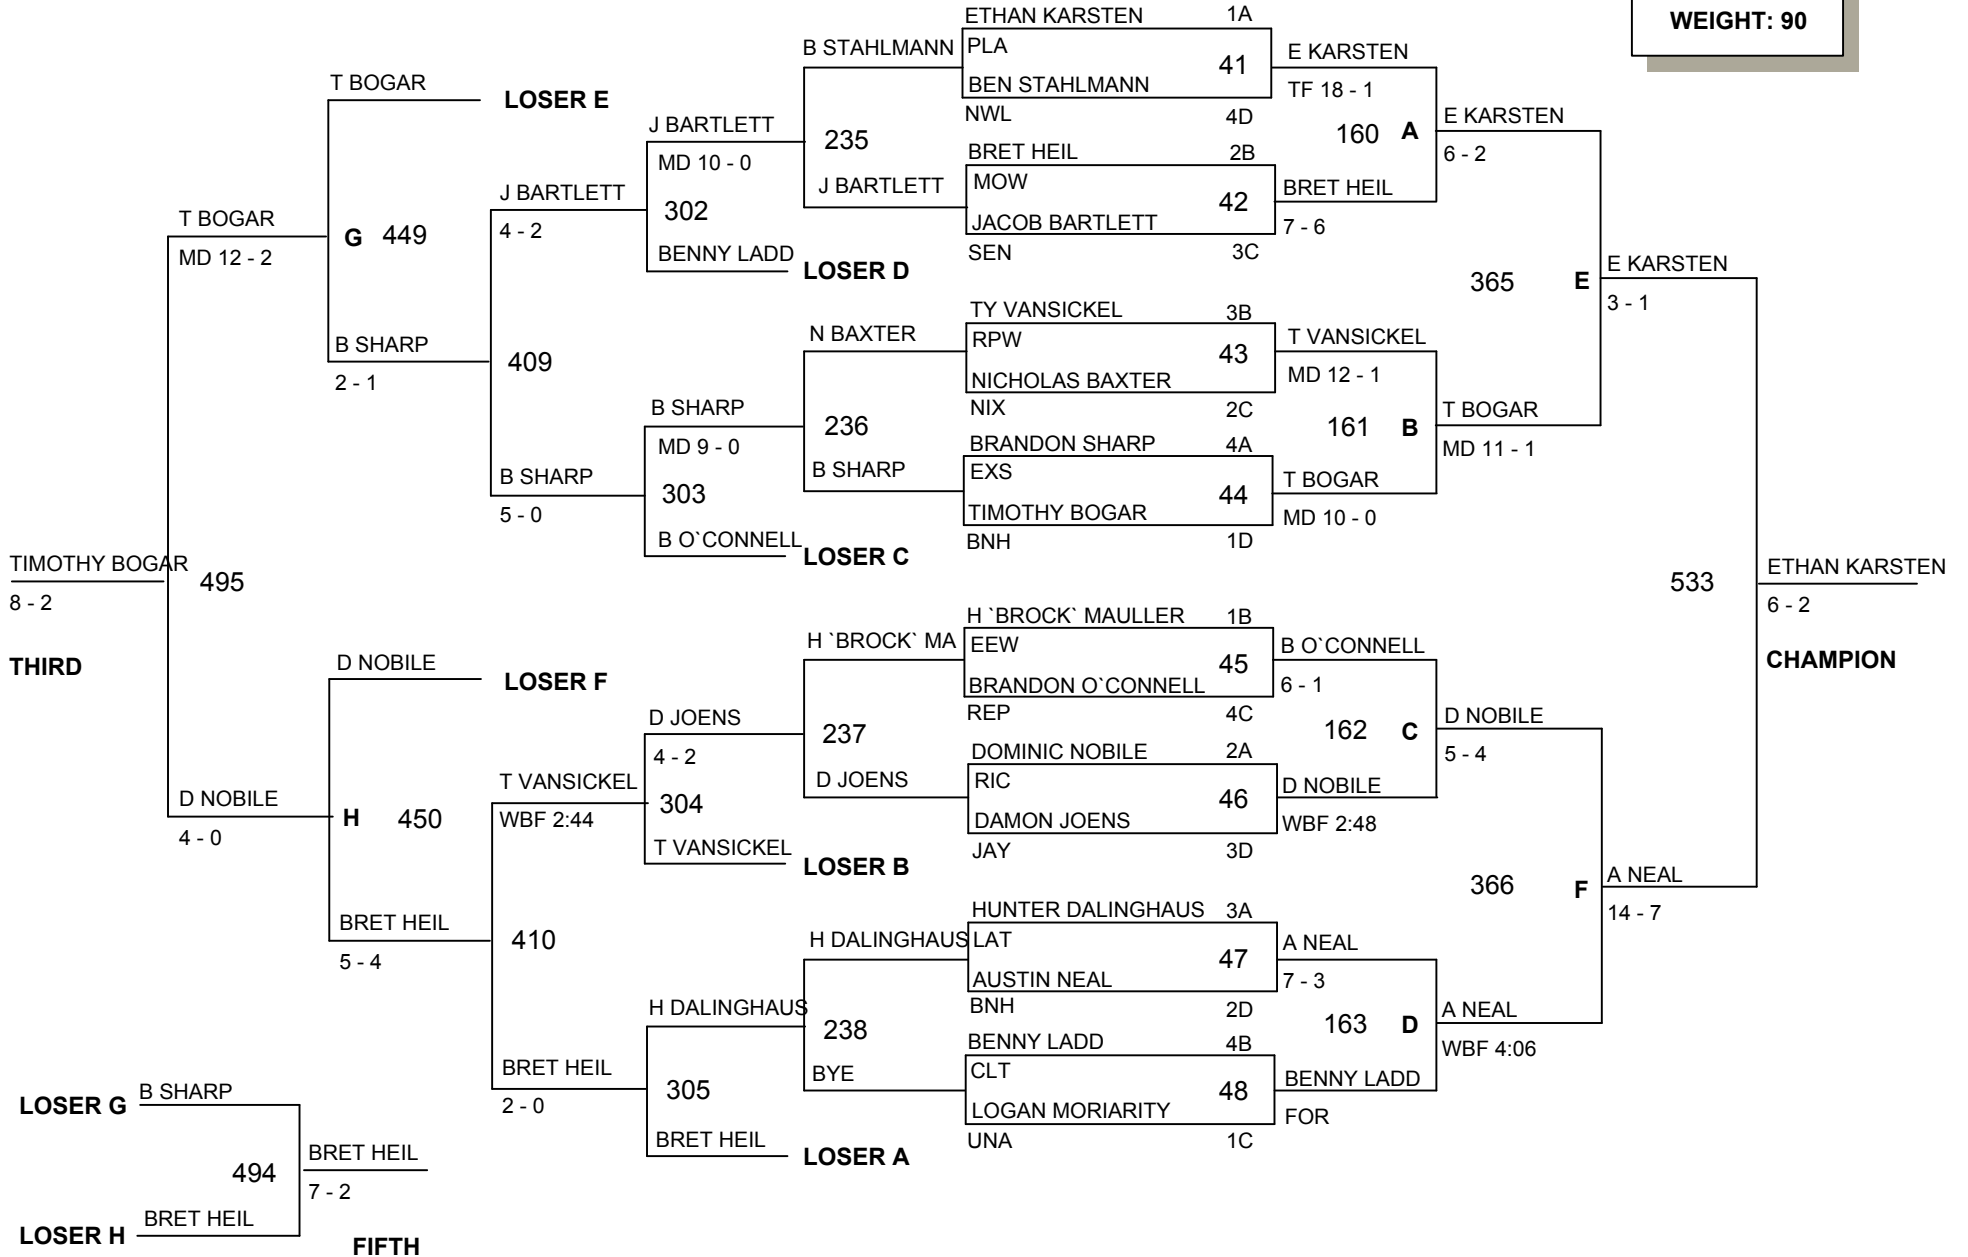 WEIGHT: 90
ETHAN KARSTEN 1A
PLA
41
BEN STAHLMANN
NWL 4D
BRET HEIL 2B
MOW
42
JACOB BARTLETT
SEN 3C
TY VANSICKEL 3B
RPW
43
NICHOLAS BAXTER
NIX 2C
BRANDON SHARP 4A
EXS
44
TIMOTHY BOGAR
BNH 1D
H `BROCK` MAULLER 1B
EEW
45
BRANDON O`CONNELL
REP 4C
DOMINIC NOBILE 2A
RIC
46
DAMON JOENS
JAY 3D
HUNTER DALINGHAUS 3A
LAT
47
AUSTIN NEAL
BNH 2D
BENNY LADD 4B
CLT
48
LOGAN MORIARITY
UNA 1C
E KARSTEN
TF 18 - 1
160 A
BRET HEIL
7 - 6
T VANSICKEL
MD 12 - 1
161 B
T BOGAR
MD 10 - 0
B O`CONNELL
6 - 1
162 C
D NOBILE
WBF 2:48
A NEAL
7 - 3
163 D
BENNY LADD
FOR
E KARSTEN
6 - 2
365 E
T BOGAR
MD 11 - 1
D NOBILE
5 - 4
366 F
A NEAL
WBF 4:06
E KARSTEN
3 - 1
533
A NEAL
14 - 7
ETHAN KARSTEN
6 - 2
CHAMPION
B STAHLMANN
235
J BARTLETT
N BAXTER
236
B SHARP
H `BROCK` MA
237
D JOENS
H DALINGHAUS
238
BYE
J BARTLETT
MD 10 - 0
302
BENNY LADD
LOSER D
B SHARP
MD 9 - 0
303
B O`CONNELL
LOSER C
D JOENS
4 - 2
304
T VANSICKEL
LOSER B
H DALINGHAUS
305
BRET HEIL
LOSER A
J BARTLETT
4 - 2
409
B SHARP
5 - 0
T VANSICKEL
WBF 2:44
410
BRET HEIL
2 - 0
T BOGAR
LOSER E
G 449
B SHARP
2 - 1
D NOBILE
LOSER F
H 450
BRET HEIL
5 - 4
T BOGAR
MD 12 - 2
495
D NOBILE
4 - 0
TIMOTHY BOGAR
8 - 2
THIRD
LOSER G
B SHARP
494
LOSER H
BRET HEIL
BRET HEIL
7 - 2
FIFTH